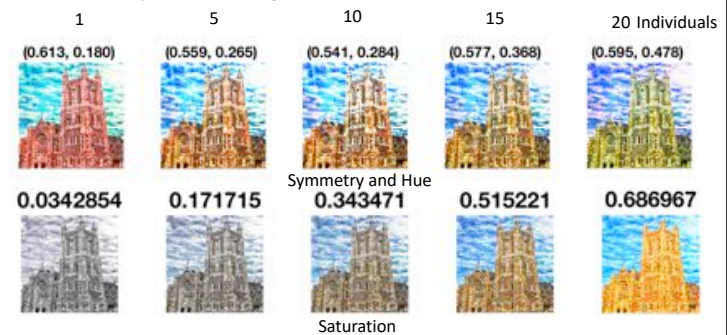 1 5 10 15 20 Individuals
(0.613, 0.180) (0.559, 0.265) (0.541, 0.284) (0.577, 0.368) (0.595, 0.478)
Symmetry and Hue
0.0342854 0.171715 0.343471 0.515221 0.686967
Saturation